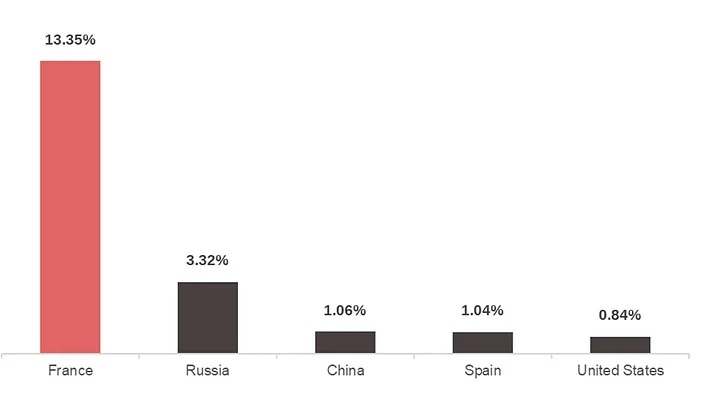 13.35%
3.32%
1.06%
1.04%
0.84%
France
Russia
China
Spain
United States